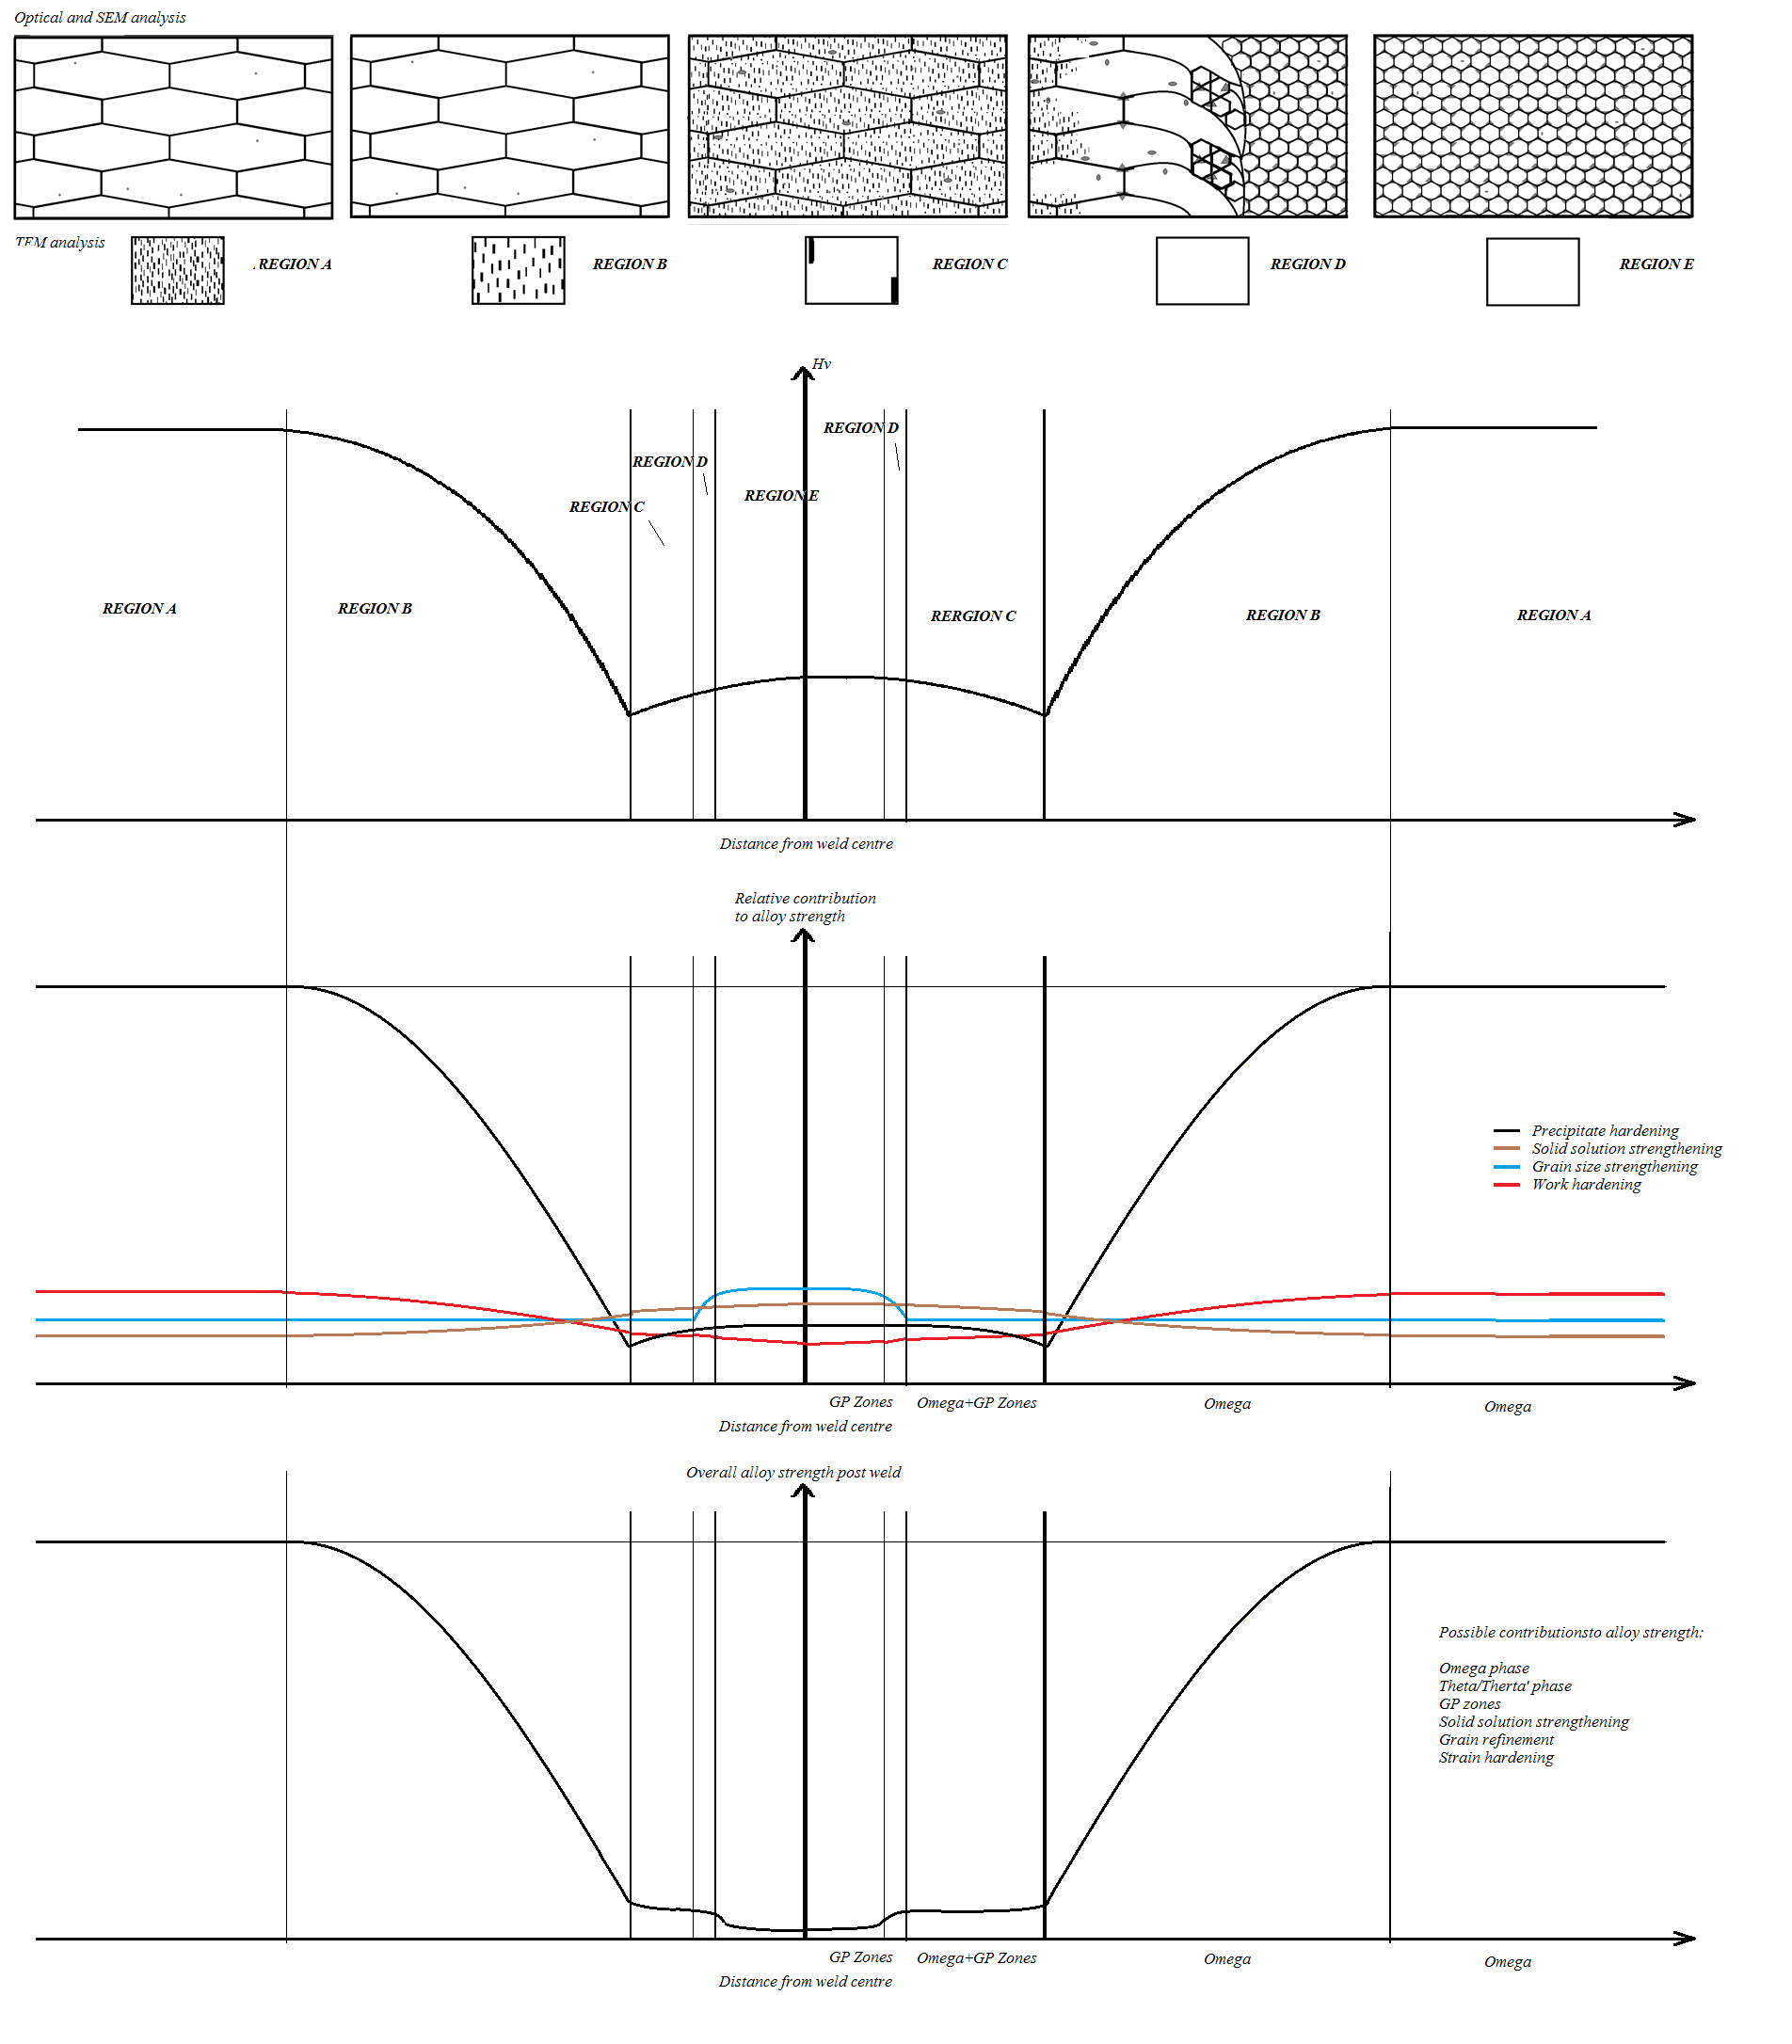 Optical and SEM analysis
TEM analysis
REGION A
REGION B
REGION C
REGION D
REGION E
Hv
REGION D
REGION D
REGION E
REGION C
REGION A
REGION B
RERGION C
REGION B
REGION A
Distance from weld centre
Relative contribution
to alloy strength
Precipitate hardening
Solid solution strengthening
Grain size strengthening
Work hardening
GP Zones
Omega+GP Zones
Omega
Omega
Distance from weld centre
Overall alloy strength post weld
Possible contributionsto alloy strength:
Omega phase
Theta/Therta' phase
GP zones
Solid solution strengthening
Grain refinement
Strain hardening
GP Zones
Omega+GP Zones
Omega
Omega
Distance from weld centre